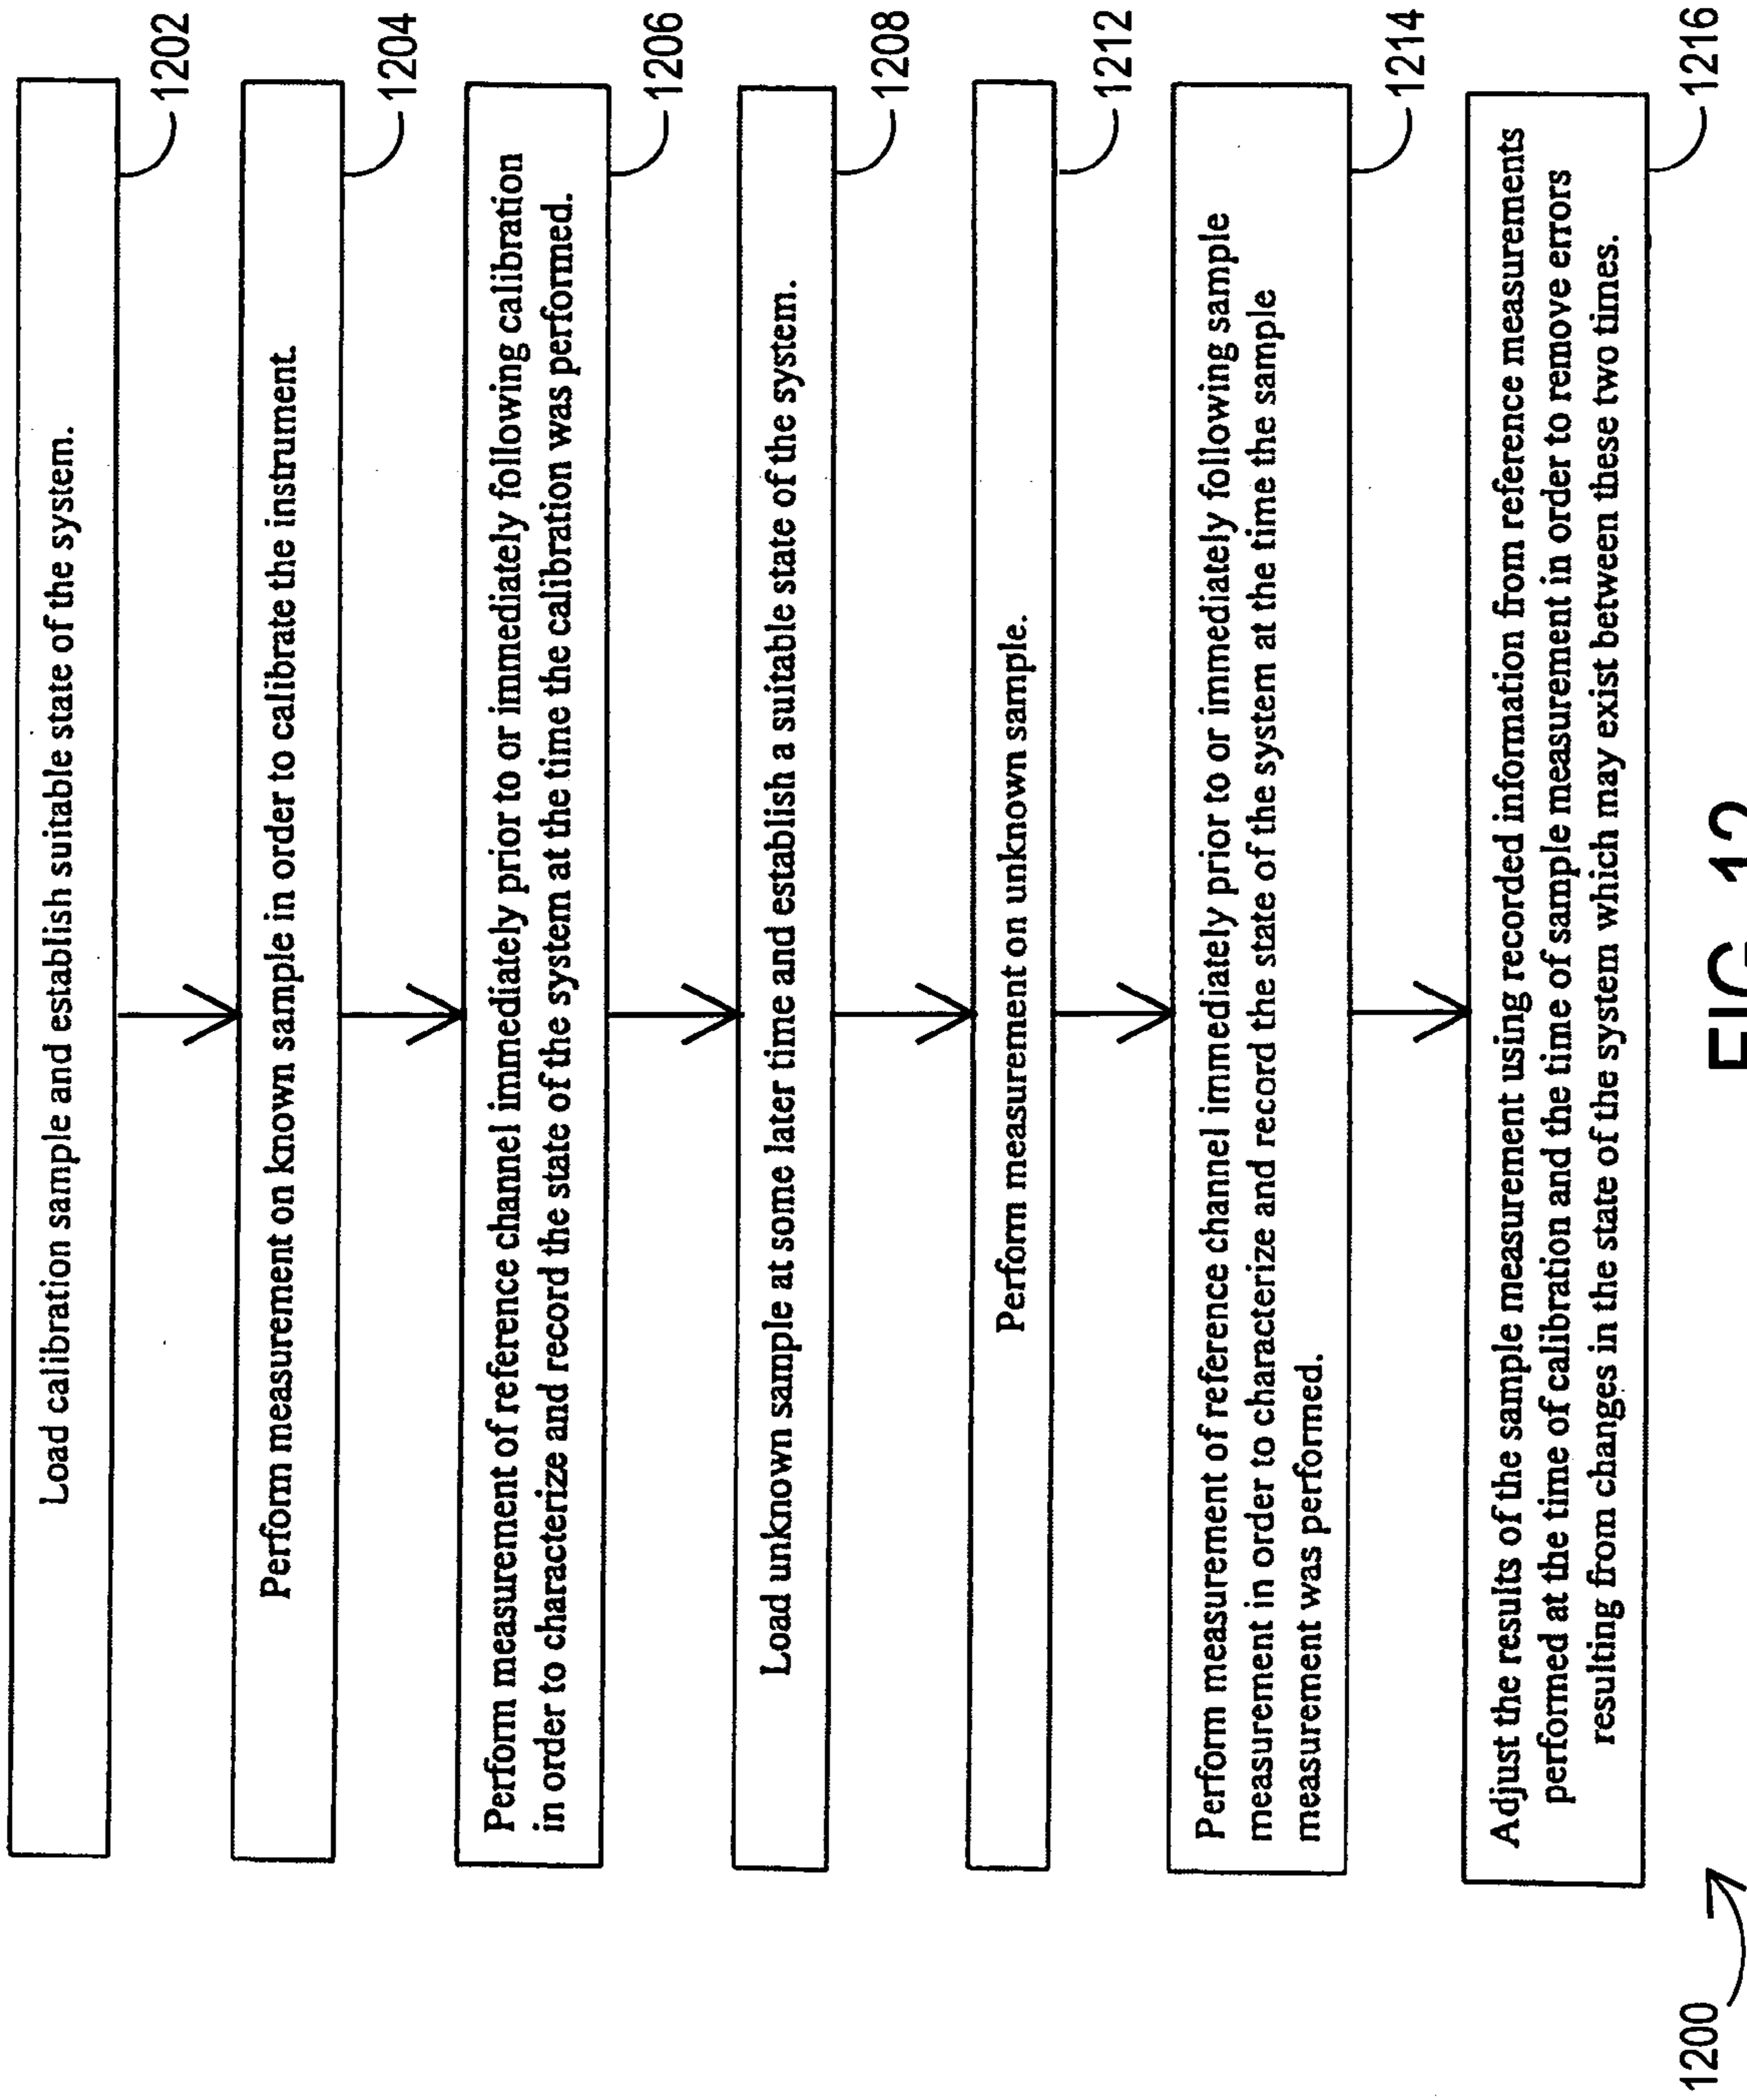 Load calibration sample and establish suitable state of the system.
1202
Perform measurement on known sample in order to calibrate the instrument.
1204
Perform measurement of reference channel immediately prior to or immediately following calibration
in order to characterize and record the state of the system at the time the calibration was performed.
1206
Load unknown sample at some later time and establish a suitable state of the system.
1208
Perform measurement on unknown sample.
1212
Perform measurement of reference channel immediately prior to or immediately following sample
measurement in order to characterize and record the state of the system at the time the sample
measurement was performed.
1214
Adjust the results of the sample measurement using recorded information from reference measurements
performed at the time of calibration and the time of sample measurement in order to remove errors
resulting from changes in the state of the system which may exist between these two times.
1216
1200
FIG 12